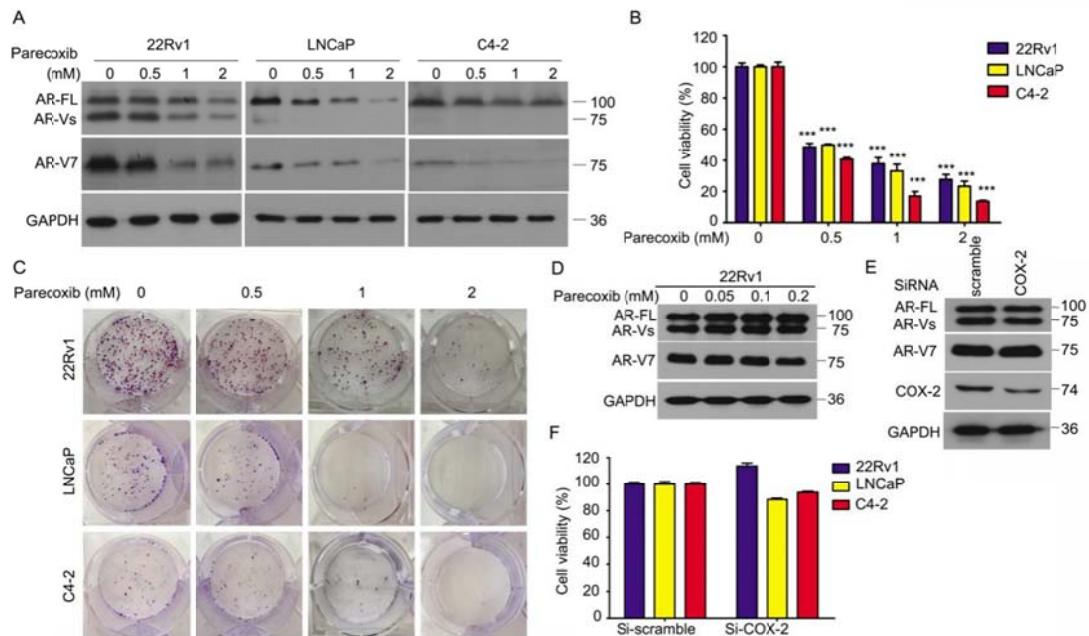 A
Parecoxib
(mM)
22Rv1 LNCaP C4-2
0 0.5 1 2 0 0.5 1 2 0 0.5 1 2
AR-FL 100
AR-Vs 75
AR-V7 75
GAPDH 36
B
120
100
80
60
40
20
0
Cell viability (%)
*** *** ***
*** *** ***
*** *** ***
22Rv1
LNCaP
C4-2
Parecoxib (mM) 0 0.5 1 2
C
Parecoxib (mM) 0 0.5 1 2
22Rv1
LNCaP
C4-2
D
22Rv1
Parecoxib (mM) 0 0.05 0.1 0.2
AR-FL 100
AR-Vs 75
AR-V7 75
GAPDH 36
E
SiRNA scramble COX-2
AR-FL 100
AR-Vs 75
AR-V7 75
COX-2 74
GAPDH 36
F
120
100
80
60
40
20
0
Cell viability (%)
22Rv1
LNCaP
C4-2
Si-scramble Si-COX-2